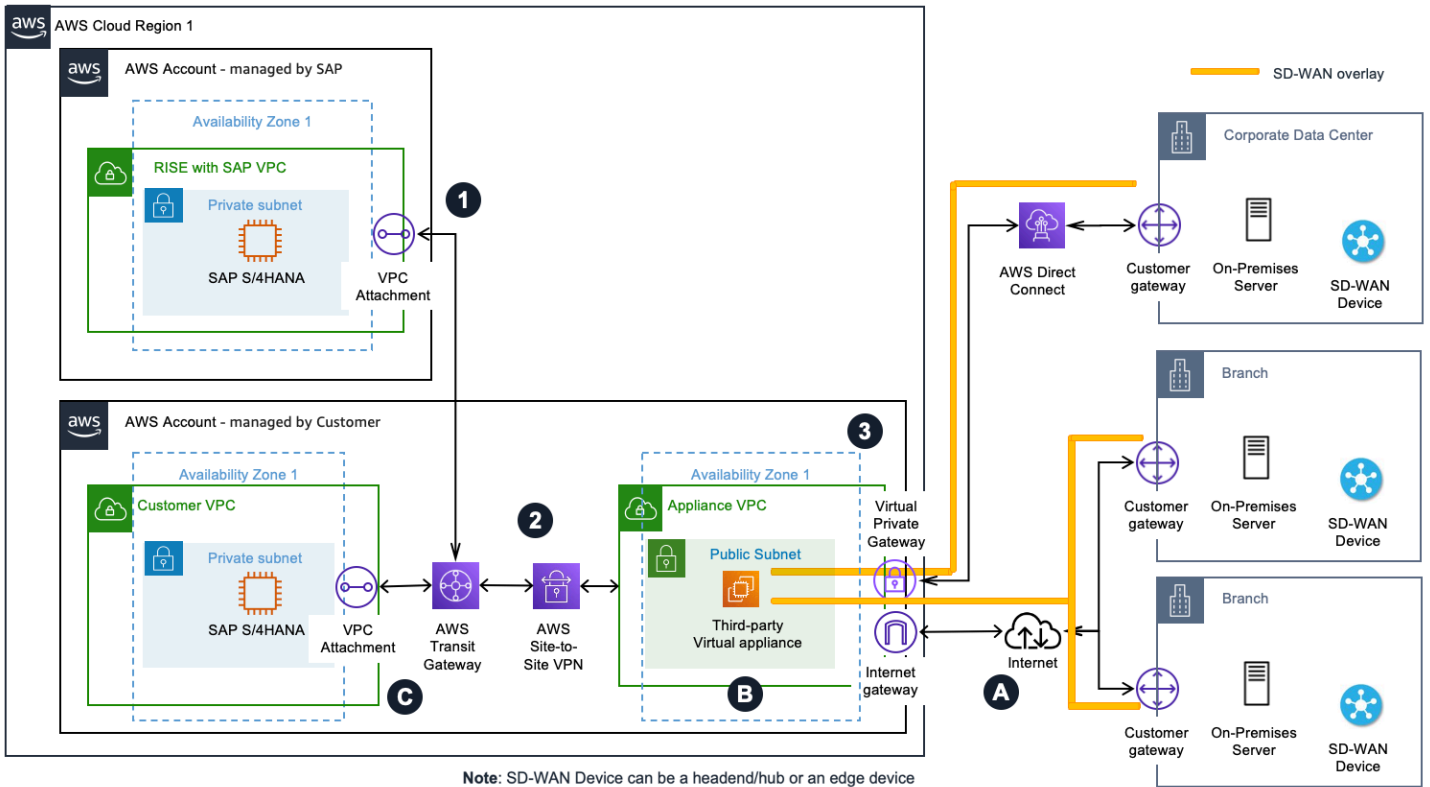 aws
AWS Cloud Region 1
aws
AWS Account - managed by SAP
Availability Zone 1
RISE with SAP VPC
Private subnet
SAP S/4HANA
VPC
Attachment
1
SD-WAN overlay
Corporate Data Center
AWS Direct
Connect
Customer
gateway
On-Premises
Server
SD-WAN
Device
Branch
Customer
gateway
On-Premises
Server
SD-WAN
Device
Branch
Customer
gateway
On-Premises
Server
SD-WAN
Device
aws
AWS Account - managed by Customer
Availability Zone 1
Customer VPC
Private subnet
SAP S/4HANA
VPC
Attachment
C
AWS
Transit
Gateway
2
AWS
Site-to-
Site VPN
3
Availability Zone 1
Appliance VPC
Public Subnet
Third-party
Virtual appliance
B
Virtual
Private
Gateway
Internet
gateway
A
Internet
Note: SD-WAN Device can be a headend/hub or an edge device